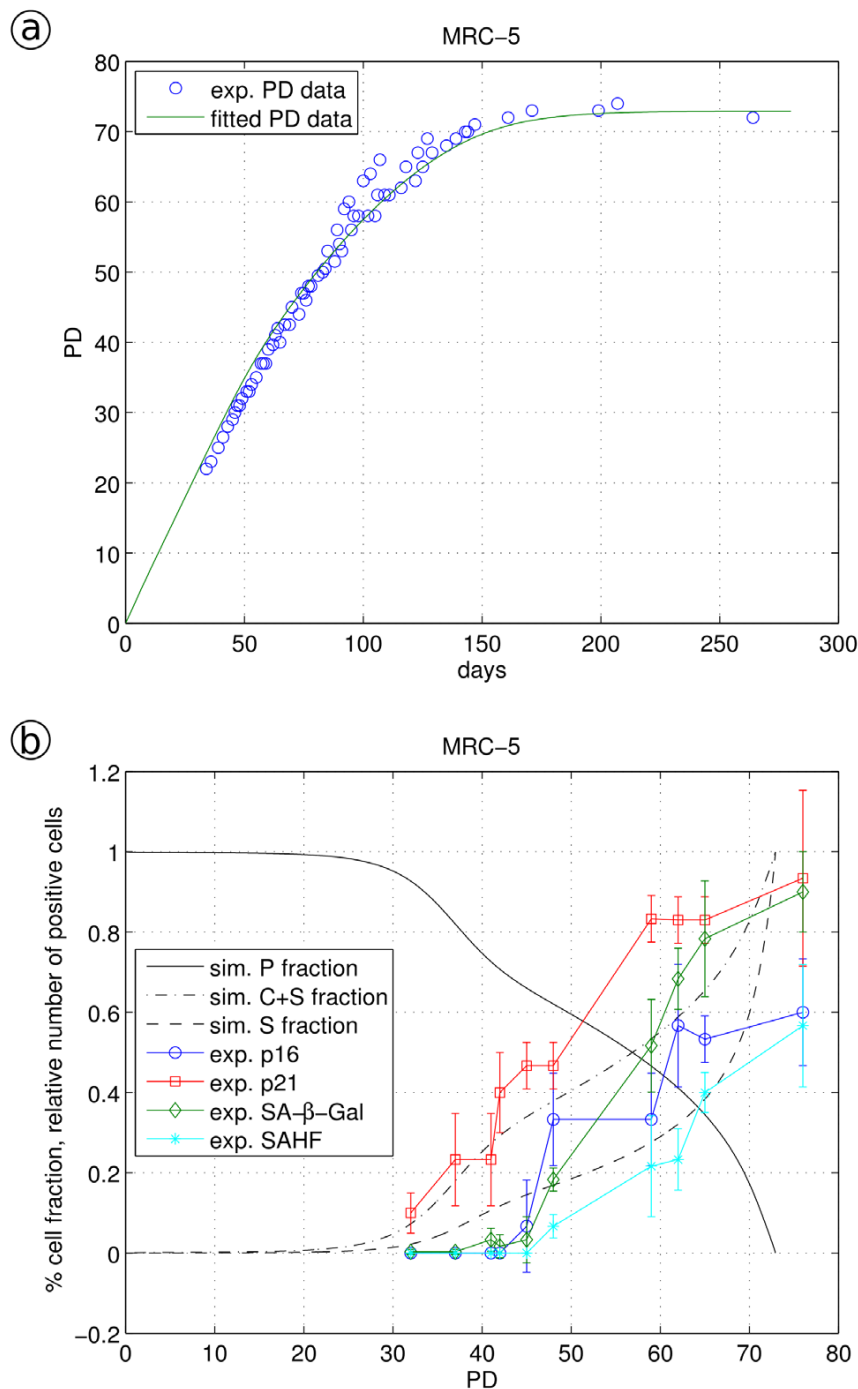 a
MRC-5
80
70
60
50
40
30
20
10
0
PD
exp. PD data
fitted PD data
0 50 100 150 200 250 300
days
b
MRC-5
1.2
1
0.8
0.6
0.4
0.2
0
-0.2
% cell fraction, relative number of positive cells
sim. P fraction
sim. C+S fraction
sim. S fraction
exp. p16
exp. p21
exp. SA-β-Gal
exp. SAHF
0 10 20 30 40 50 60 70 80
PD